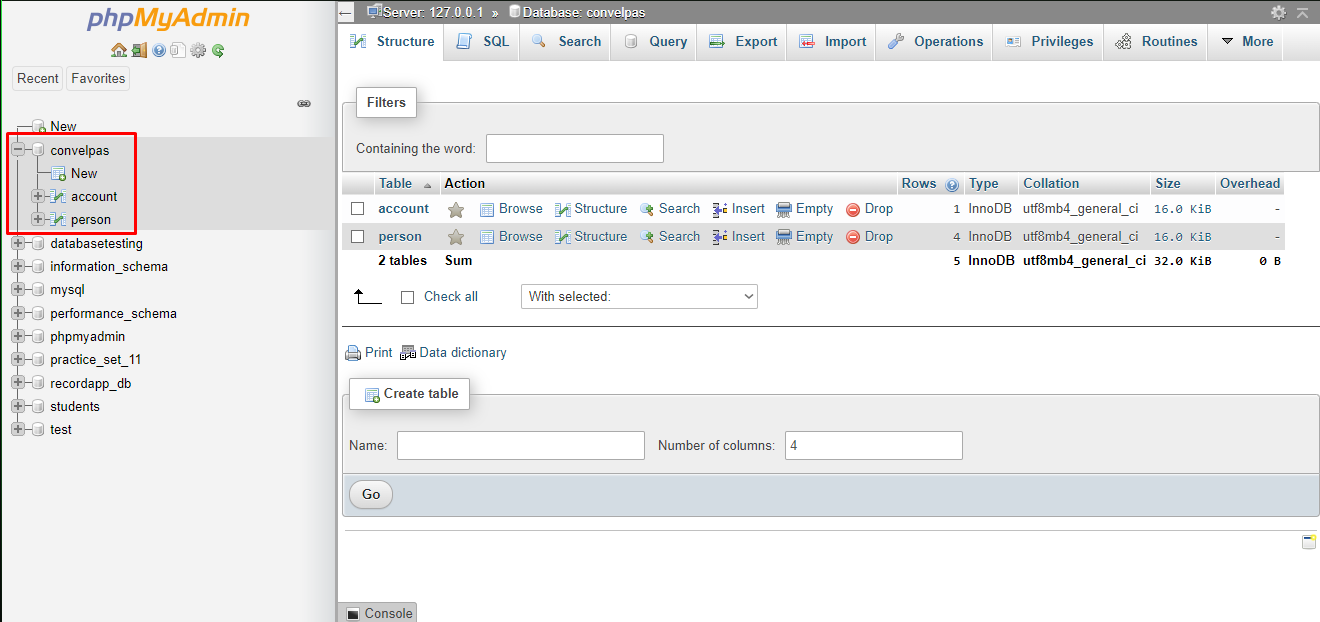 phpMyAdmin
Recent Favorites
New
convelpas
New
account
person
databasetesting
information_schema
mysql
performance_schema
phpmyadmin
practice_set_11
recordapp_db
students
test
Server: 127.0.0.1 » Database: convelpas
Structure SQL Search Query Export Import Operations Privileges Routines More
Filters
Containing the word:
Table Action Rows Type Collation Size Overhead
account Browse Structure Search Insert Empty Drop 1 InnoDB utf8mb4_general_ci 16.0 KiB -
person Browse Structure Search Insert Empty Drop 4 InnoDB utf8mb4_general_ci 16.0 KiB -
2 tables Sum 5 InnoDB utf8mb4_general_ci 32.0 KiB 0 B
Check all With selected:
Print Data dictionary
Create table
Name: Number of columns: 4
Go
Console